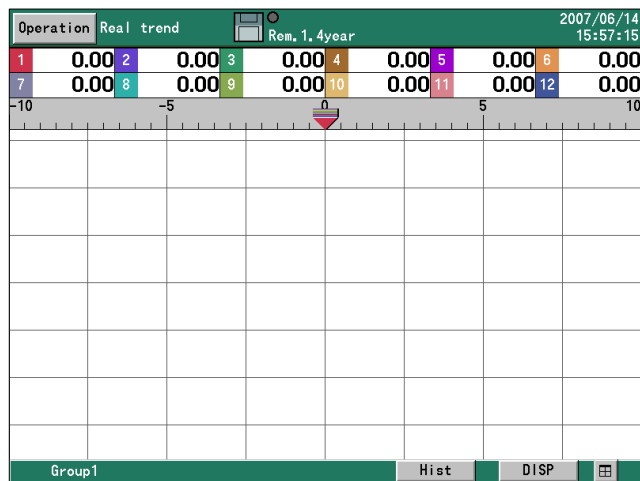 Operation Real trend Rem.1.4year 2007/06/14
15:57:15
1 0.00 2 0.00 3 0.00 4 0.00 5 0.00 6 0.00
7 0.00 8 0.00 9 0.00 10 0.00 11 0.00 12 0.00
-10 -5 0 5 10
Group1 Hist DISP